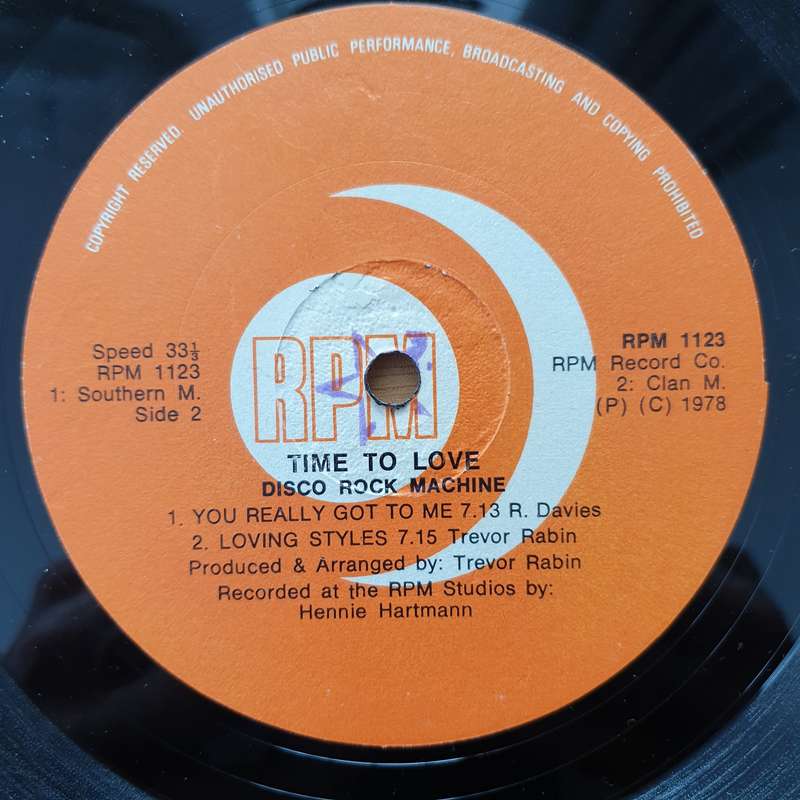 COPYRIGHT RESERVED. UNAUTHORISED PUBLIC PERFORMANCE, BROADCASTING AND COPYING PROHIBITED
Speed 33⅓
RPM 1123
1: Southern M.
Side 2
RPM
RPM 1123
RPM Record Co.
2: Clan M.
(P) (C) 1978
TIME TO LOVE
DISCO ROCK MACHINE
1. YOU REALLY GOT TO ME 7.13 R. Davies
2. LOVING STYLES 7.15 Trevor Rabin
Produced & Arranged by: Trevor Rabin
Recorded at the RPM Studios by:
Hennie Hartmann